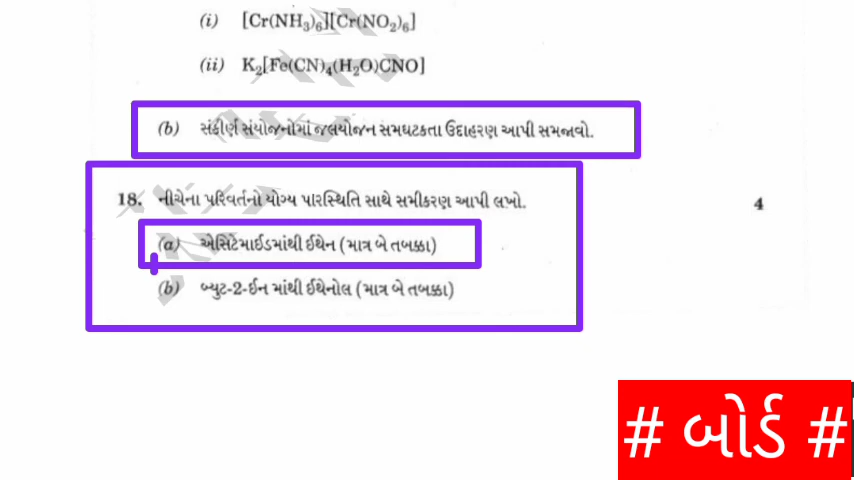 (i) [Cr(NH₃)₆][Cr(NO₂)₆]
(ii) K₂[Fe(CN)₄(H₂O)CNO]
(b) સંકીર્ણ સંયોજનોમાં જલયોજન સમઘટકતા ઉદાહરણ આપી સમજાવો.
18. નીચેના પરિવર્તનો યોગ્ય પારસ્થિતિ સાથે સમીકરણ આપી લખો. 4
(a) એસિટેમાઈડમાંથી ઈથેન (માત્ર બે તબક્કા)
(b) બ્યુટ-2-ઈન માંથી ઈથેનોલ (માત્ર બે તબક્કા)
# બોર્ડ #